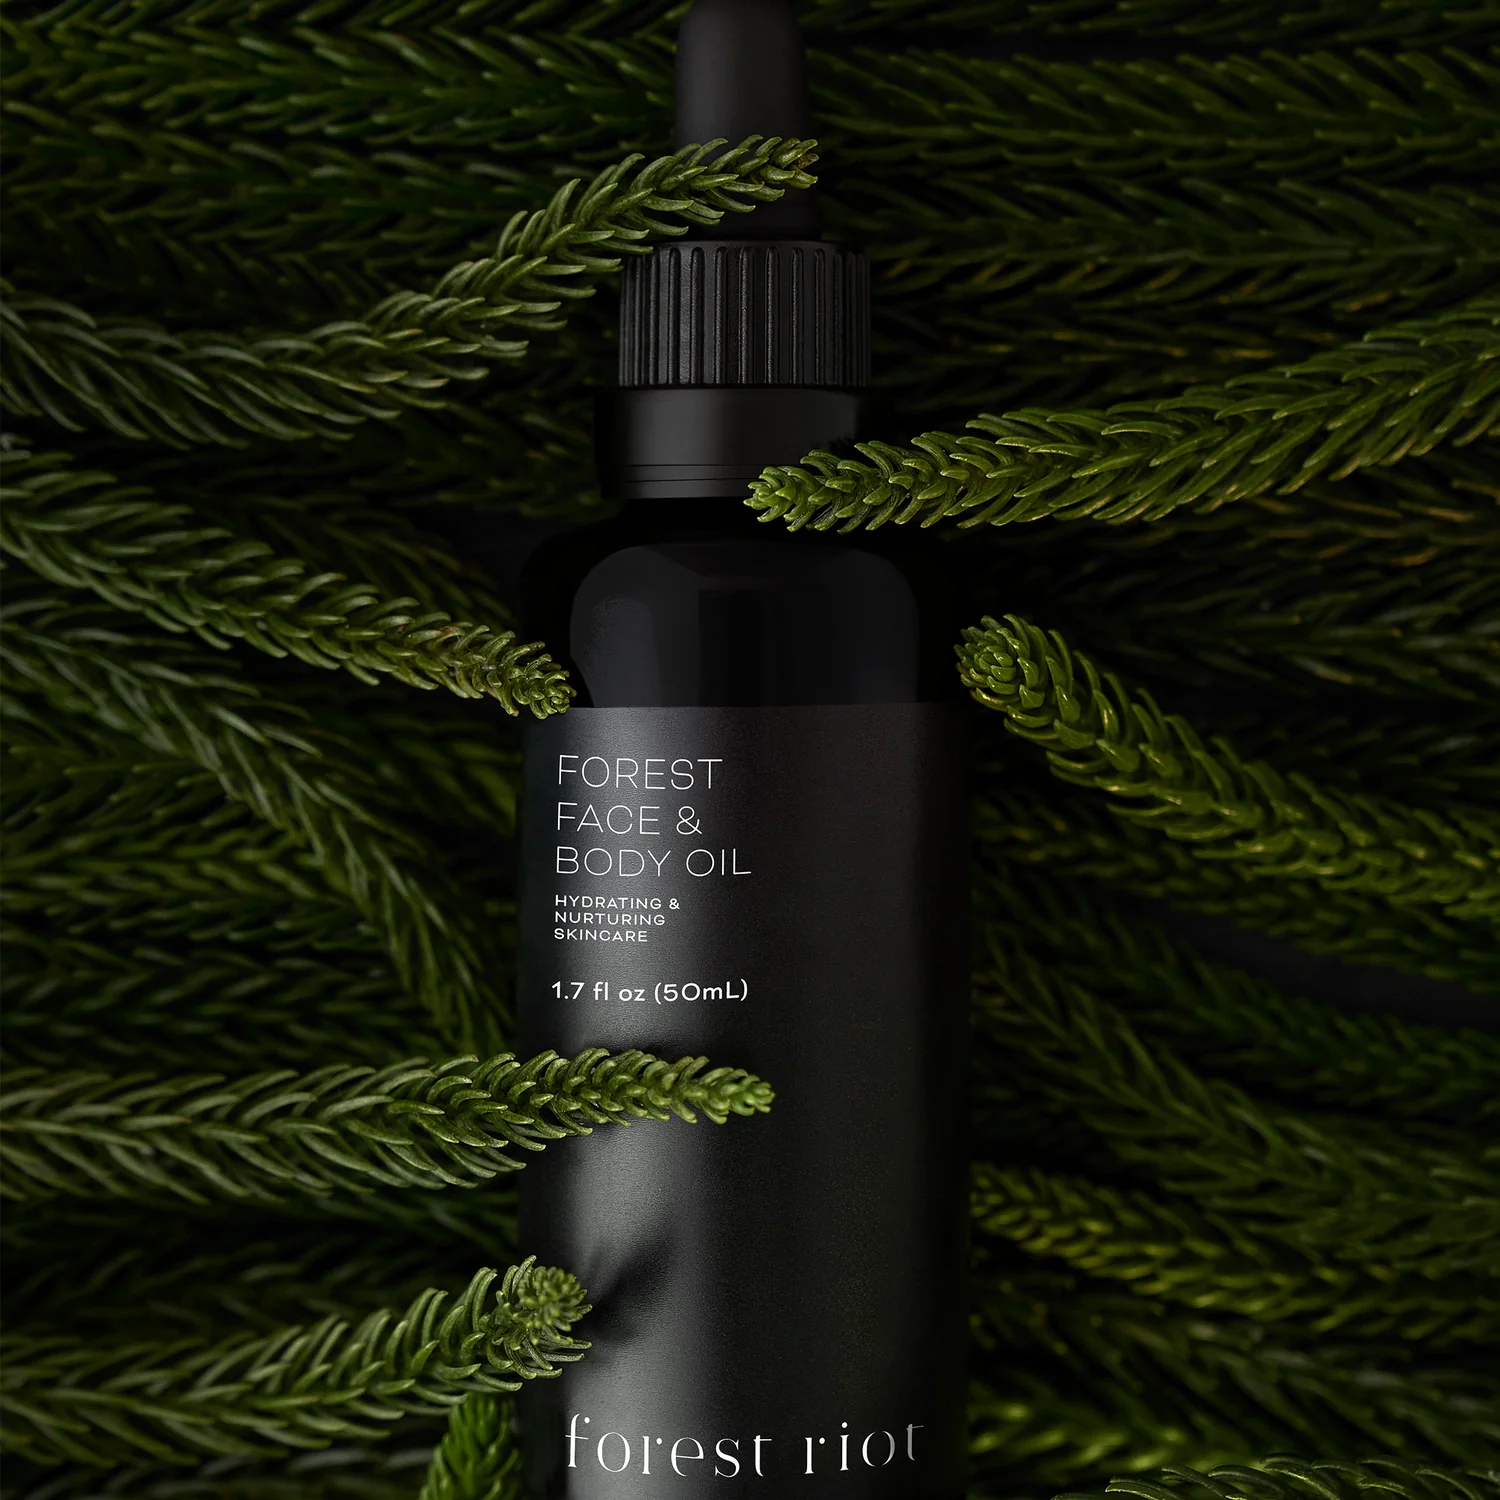 FOREST
FACE &
BODY OIL
HYDRATING &
NURTURING
SKINCARE
1.7 fl oz (50mL)
forest riot